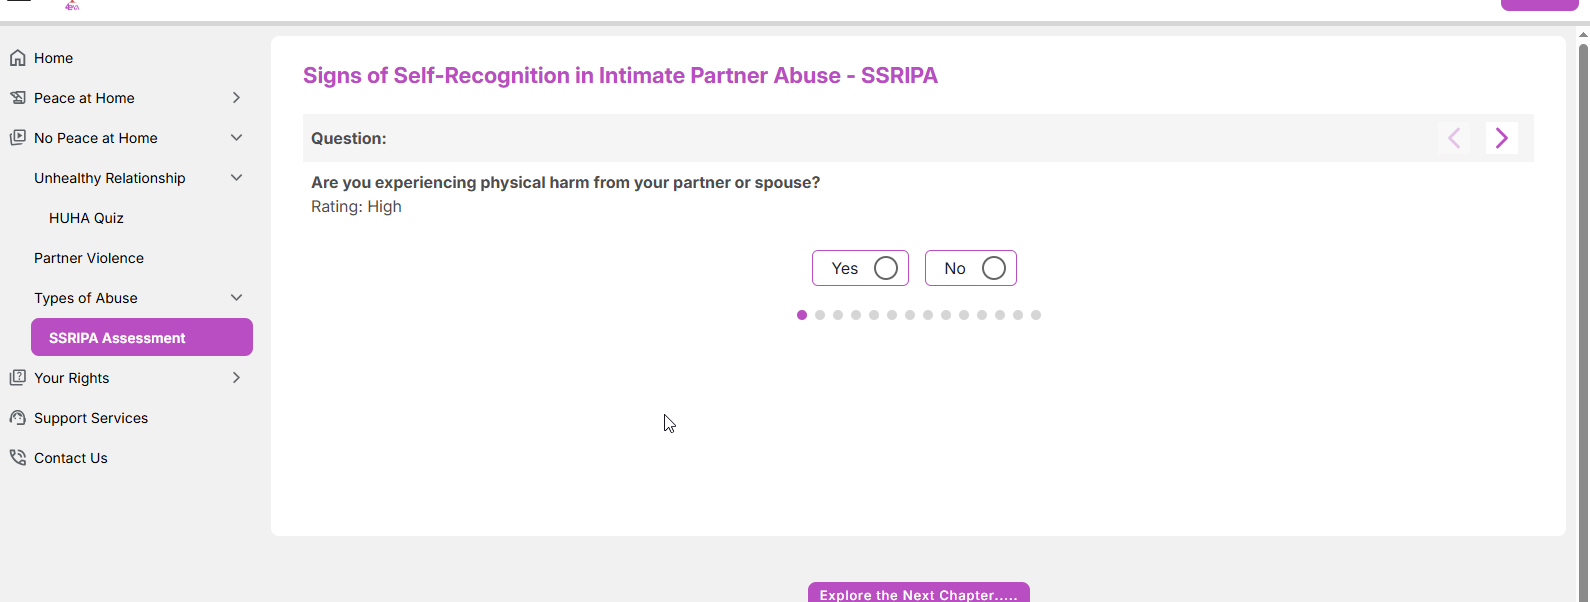 4eva
Home
Peace at Home
No Peace at Home
Unhealthy Relationship
HUHA Quiz
Partner Violence
Types of Abuse
SSRIPA Assessment
Your Rights
Support Services
Contact Us
Signs of Self-Recognition in Intimate Partner Abuse - SSRIPA
Question:
Are you experiencing physical harm from your partner or spouse?
Rating: High
Yes
No
Explore the Next Chapter.....